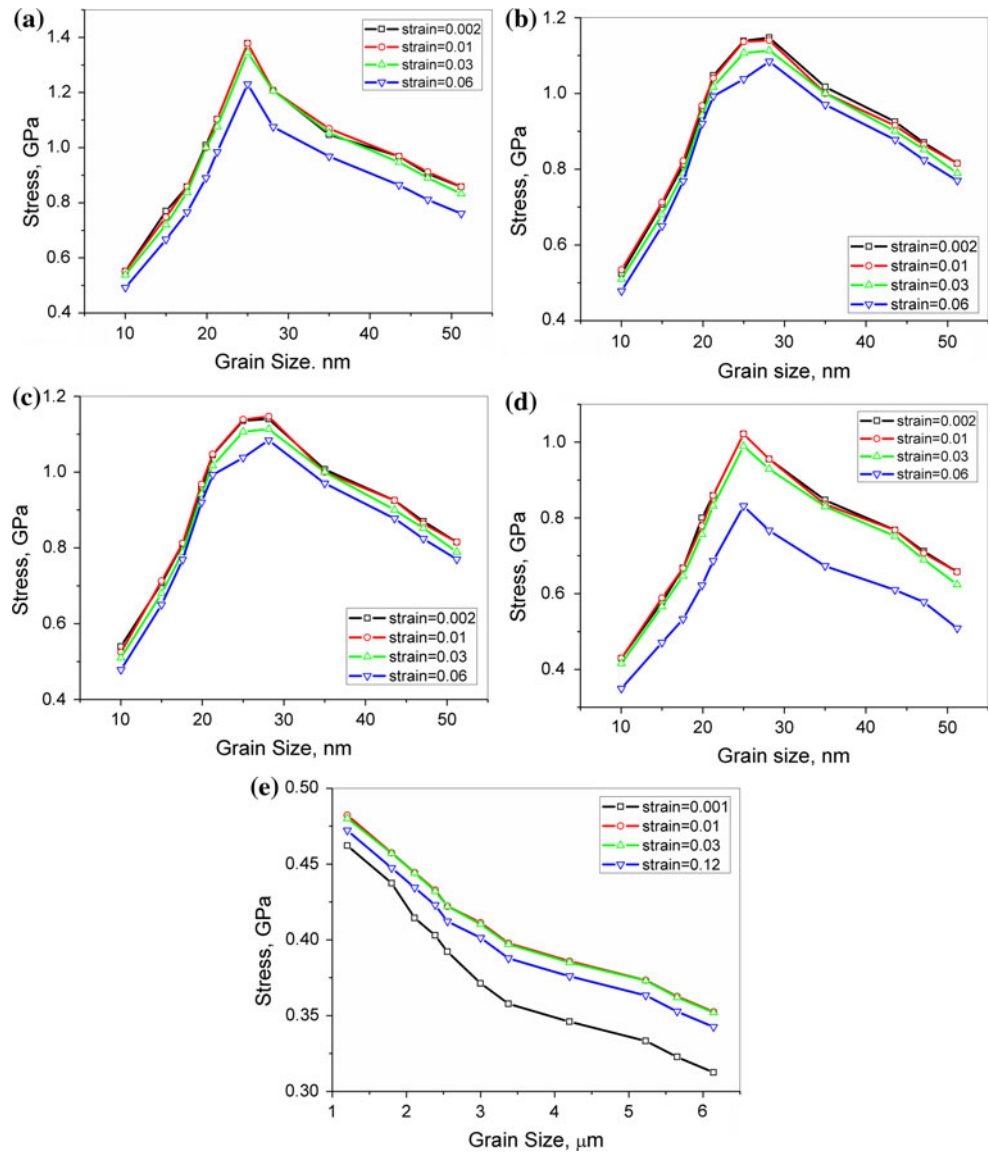 (a)
strain=0.002
strain=0.01
strain=0.03
strain=0.06
1.4
1.2
1.0
0.8
0.6
0.4
Stress, GPa
10 20 30 40 50
Grain Size. nm
(b)
1.2
1.0
0.8
0.6
0.4
Stress, GPa
strain=0.002
strain=0.01
strain=0.03
strain=0.06
10 20 30 40 50
Grain size, nm
(c)
1.2
1.0
0.8
0.6
0.4
Stress, GPa
strain=0.002
strain=0.01
strain=0.03
strain=0.06
10 20 30 40 50
Grain Size, nm
(d)
strain=0.002
strain=0.01
strain=0.03
strain=0.06
1.0
0.8
0.6
0.4
Stress, GPa
10 20 30 40 50
Grain size, nm
(e)
0.50
0.45
0.40
0.35
0.30
Stress, GPa
strain=0.001
strain=0.01
strain=0.03
strain=0.12
1 2 3 4 5 6
Grain Size, μm